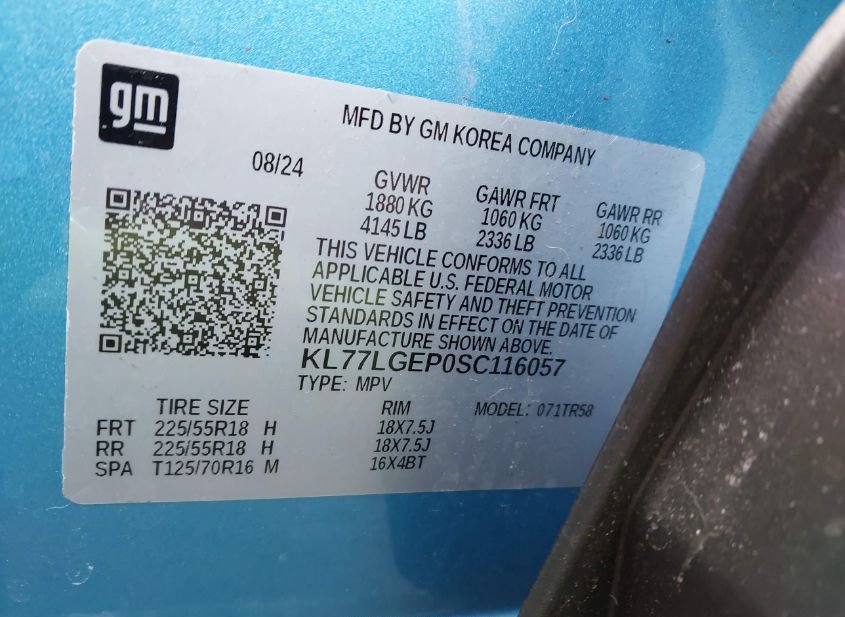 gm
MFD BY GM KOREA COMPANY
08/24
GVWR GAWR FRT GAWR RR
1880 KG 1060 KG 1060 KG
4145 LB 2336 LB 2336 LB
THIS VEHICLE CONFORMS TO ALL
APPLICABLE U.S. FEDERAL MOTOR
VEHICLE SAFETY AND THEFT PREVENTION
STANDARDS IN EFFECT ON THE DATE OF
MANUFACTURE SHOWN ABOVE.
KL77LGEP0SC116057
TYPE: MPV
TIRE SIZE RIM MODEL: 071TR58
FRT 225/55R18 H 18X7.5J
RR 225/55R18 H 18X7.5J
SPA T125/70R16 M 16X4BT